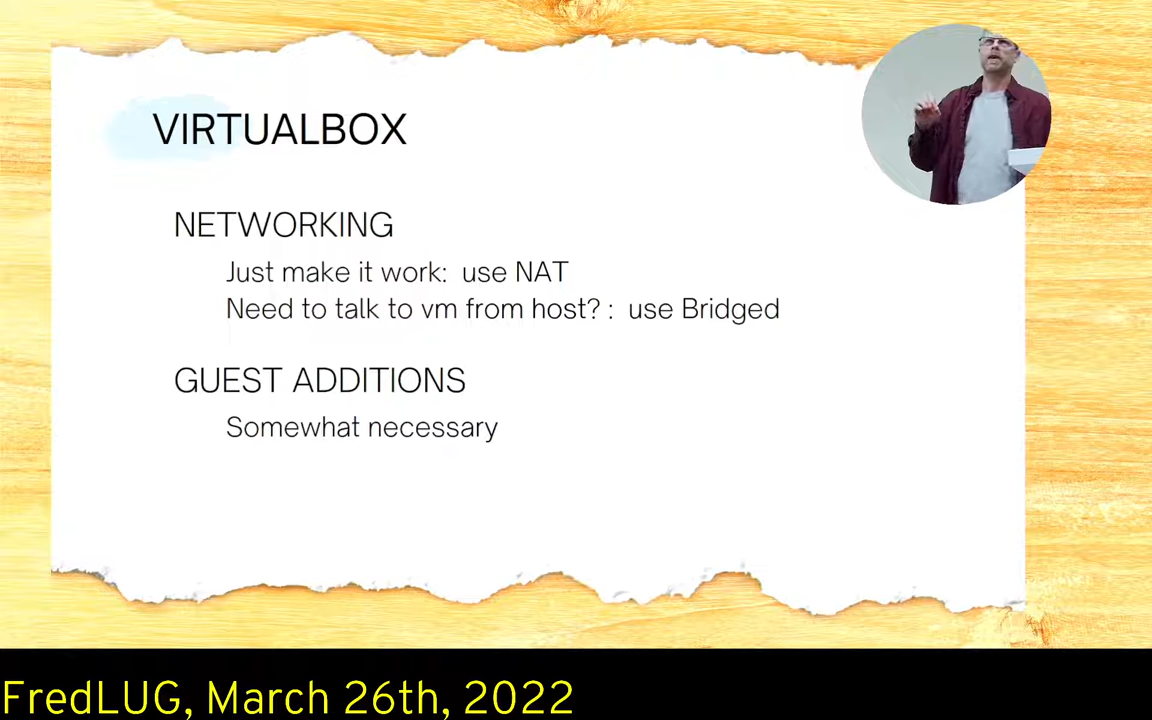 VIRTUALBOX
NETWORKING
Just make it work: use NAT
Need to talk to vm from host? : use Bridged
GUEST ADDITIONS
Somewhat necessary
FredLUG, March 26th, 2022